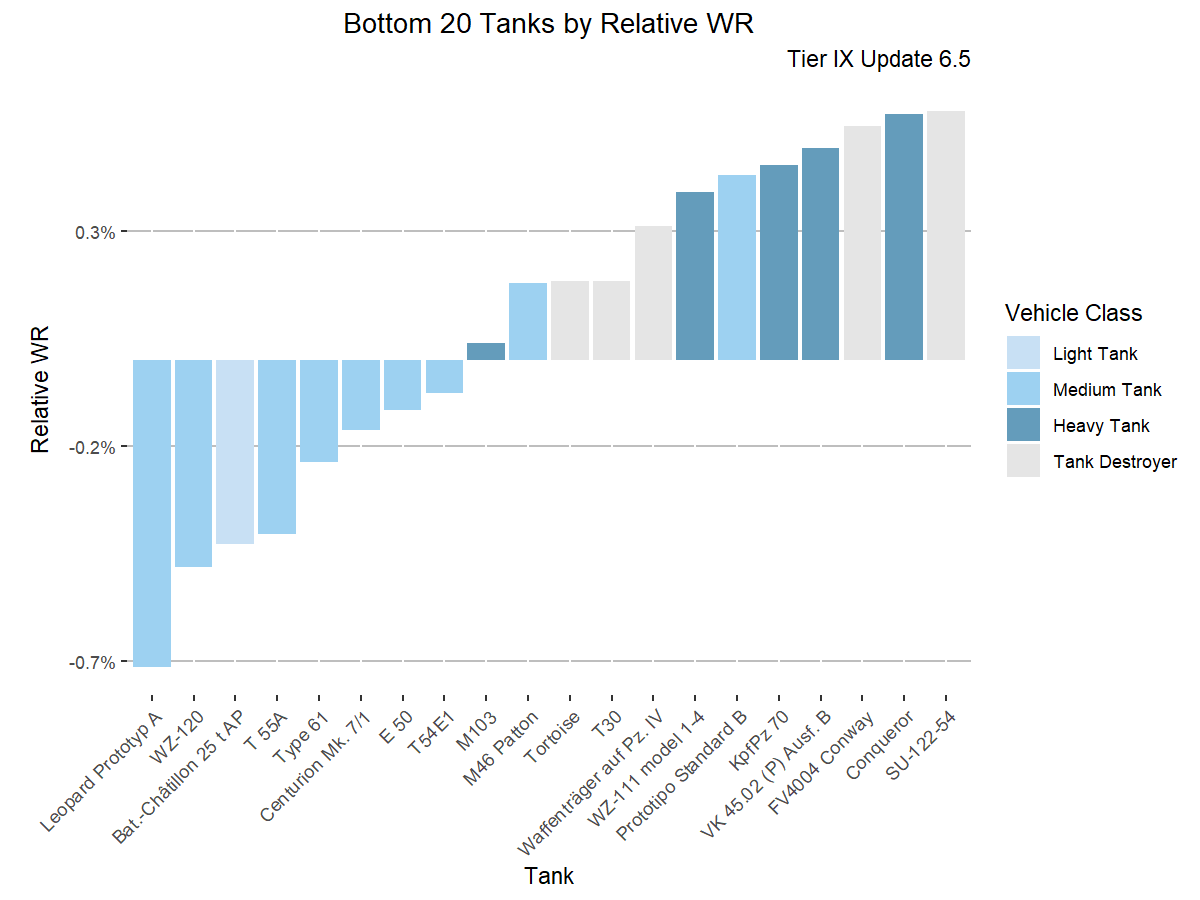 Bottom 20 Tanks by Relative WR
Tier IX Update 6.5
0.3%
-0.2%
-0.7%
Relative WR
Leopard Prototyp A
WZ-120
Bat.-Châtillon 25 t AP
T 55A
Type 61
Centurion Mk. 7/1
E 50
T54E1
M103
M46 Patton
Tortoise
T30
Waffenträger auf Pz. IV
WZ-111 model 1-4
Prototipo Standard B
KpfPz 70
VK 45.02 (P) Ausf. B
FV4004 Conway
Conqueror
SU-122-54
Tank
Vehicle Class
Light Tank
Medium Tank
Heavy Tank
Tank Destroyer